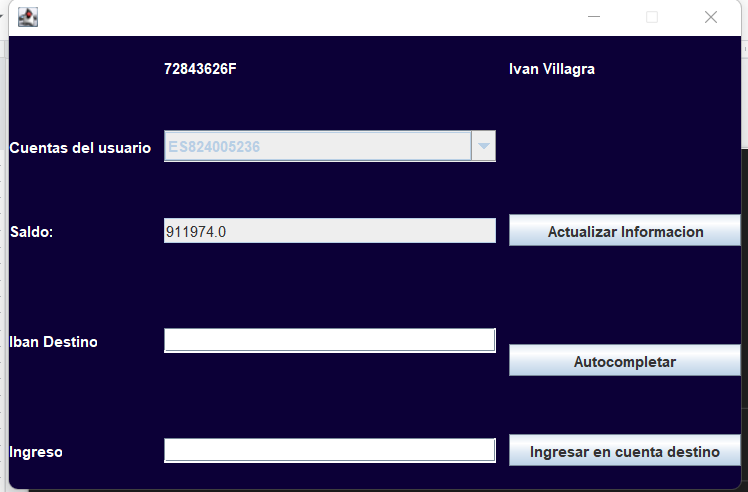 72843626F Ivan Villagra
Cuentas del usuario ES824005236
Saldo: 911974.0 Actualizar Informacion
Iban Destino
Autocompletar
Ingreso Ingresar en cuenta destino